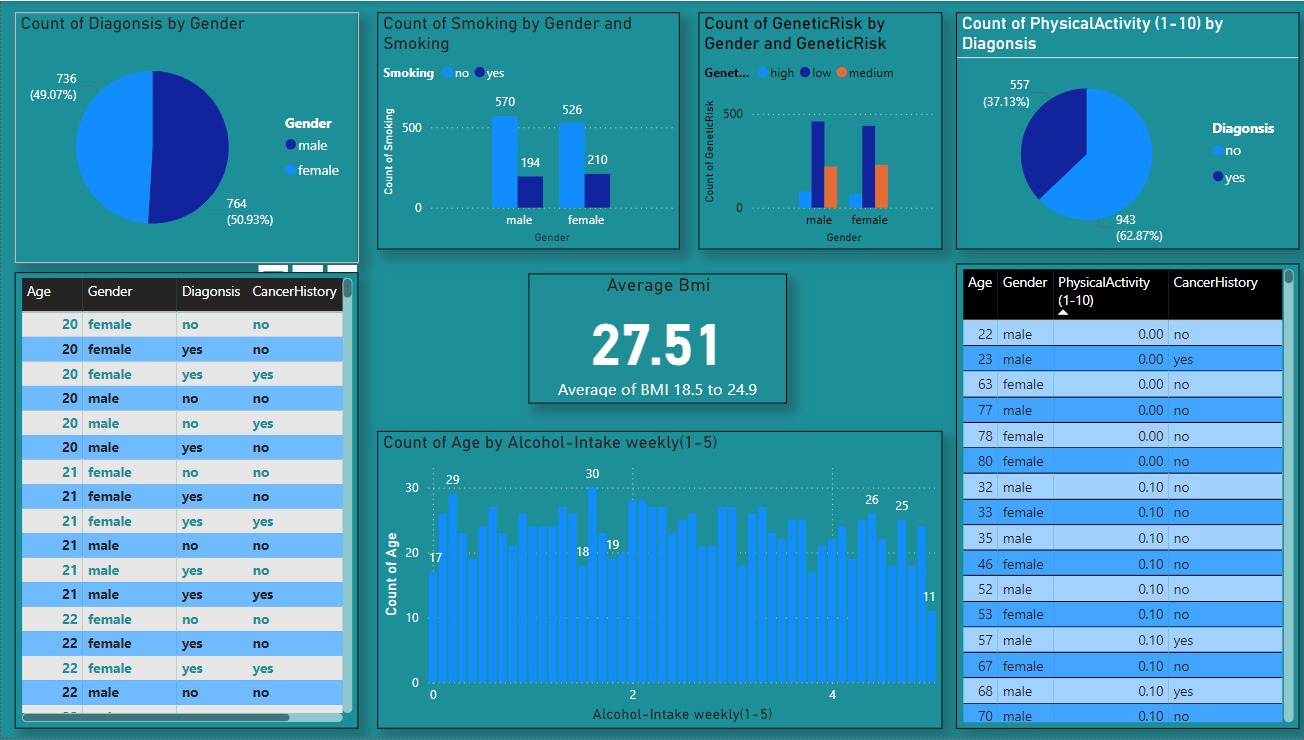 Count of Diagonsis by Gender
736
(49.07%)
764
(50.93%)
Gender
male
female
Count of Smoking by Gender and
Smoking
Smoking no yes
Count of Smoking
500
0
570
194
526
210
male female
Gender
Count of GeneticRisk by
Gender and GeneticRisk
Genet... high low medium
Count of GeneticRisk
500
0
male female
Gender
Count of PhysicalActivity (1-10) by
Diagonsis
557
(37.13%)
943
(62.87%)
Diagonsis
no
yes
Age Gender Diagonsis CancerHistory
20 female no no
20 female yes no
20 female yes yes
20 male no no
20 male no yes
20 male yes no
21 female no no
21 female yes no
21 female yes yes
21 male no no
21 male yes no
21 male yes yes
22 female no no
22 female yes no
22 female yes yes
22 male no no
Average Bmi
27.51
Average of BMI 18.5 to 24.9
Count of Age by Alcohol-Intake weekly(1-5)
Count of Age
30
20
10
0
17
29
18
30
19
26
25
11
0 2 4
Alcohol-Intake weekly(1-5)
Age Gender PhysicalActivity CancerHistory
(1-10)
22 male 0.00 no
23 male 0.00 yes
63 female 0.00 no
77 male 0.00 no
78 female 0.00 no
80 female 0.00 no
32 male 0.10 no
33 female 0.10 no
35 male 0.10 no
46 female 0.10 no
52 male 0.10 no
53 female 0.10 no
57 male 0.10 yes
67 female 0.10 no
68 male 0.10 yes
70 male 0.10 no